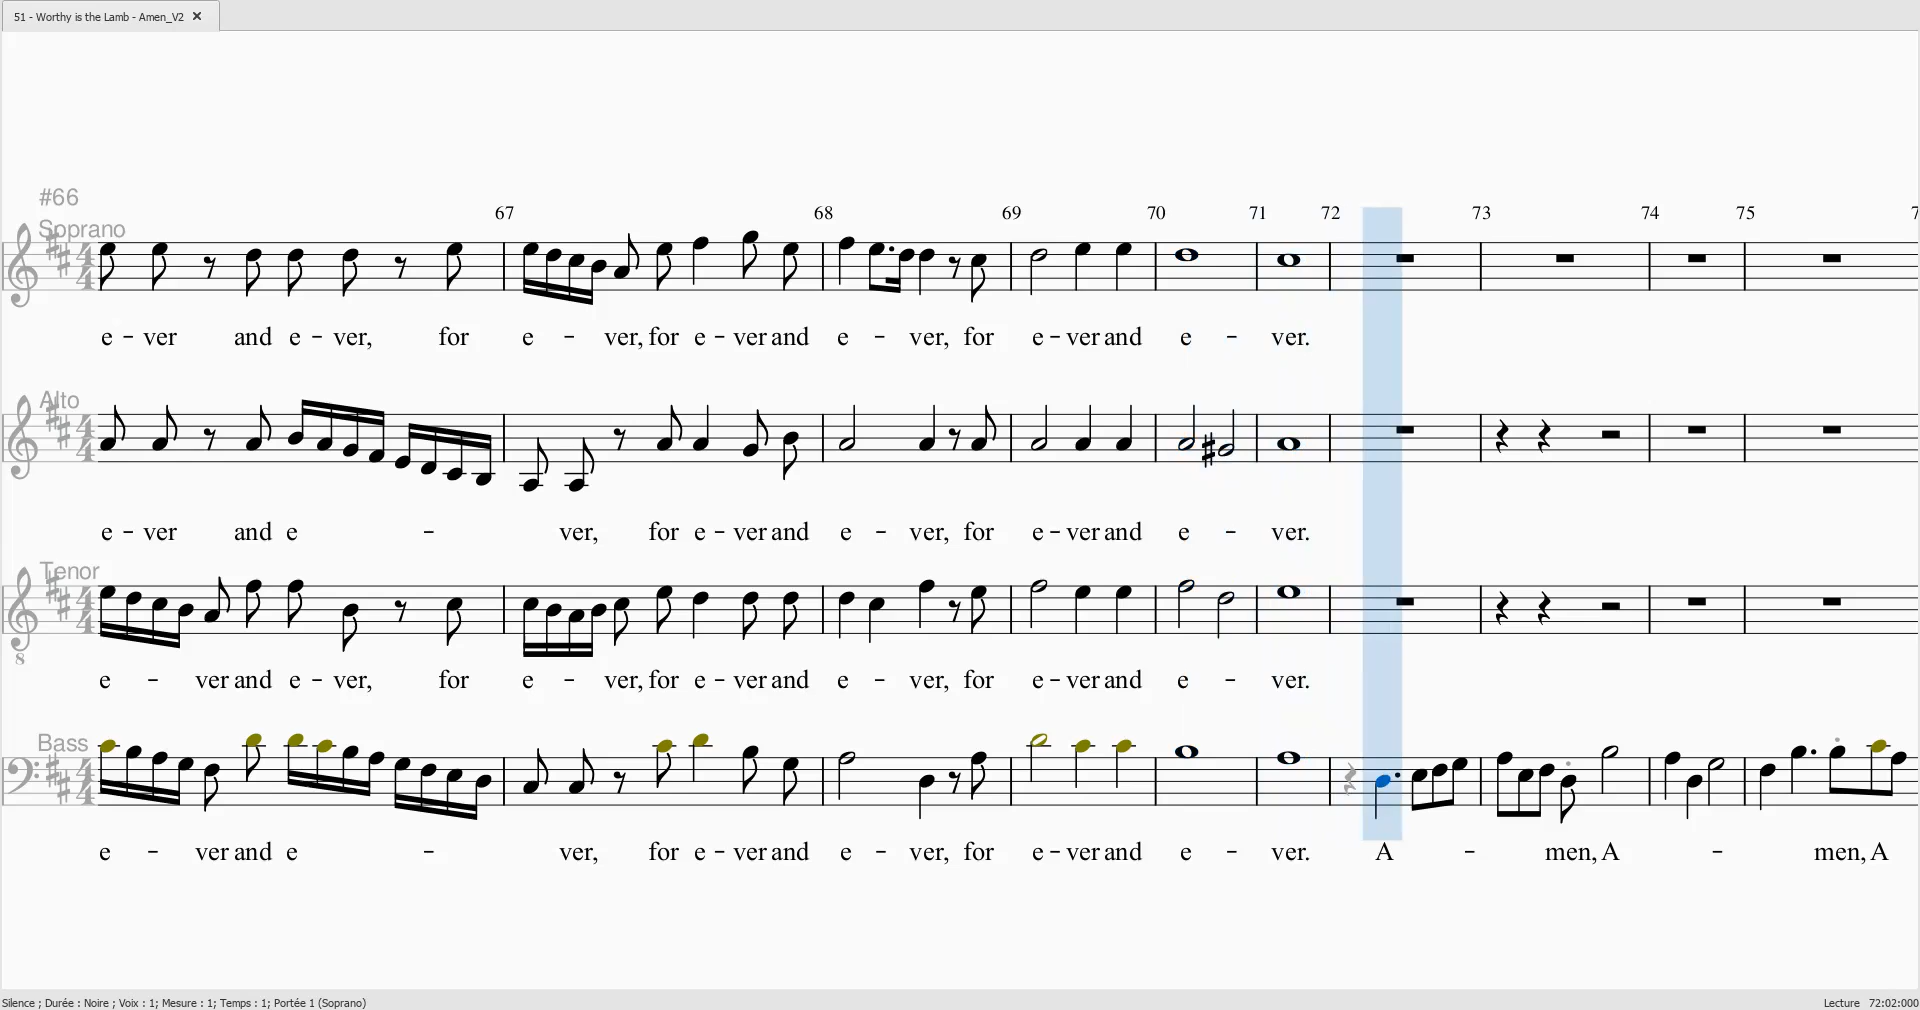 51 - Worthy is the Lamb - Amen_V2 ×
#66
67 68 69 70 71 72 73 74 75 7
Soprano
e - ver and e - ver, for e - ver, for e - ver and e - ver, for e - ver and e - ver.
Alto
e - ver and e - ver, for e - ver and e - ver, for e - ver and e - ver.
Tenor
8
e - ver and e - ver, for e - ver, for e - ver and e - ver, for e - ver and e - ver.
Bass
e - ver and e - ver, for e - ver and e - ver, for e - ver and e - ver. A - men, A - men, A
Silence ; Durée : Noire ; Voix : 1; Mesure : 1; Temps : 1; Portée 1 (Soprano) Lecture 72:02:000